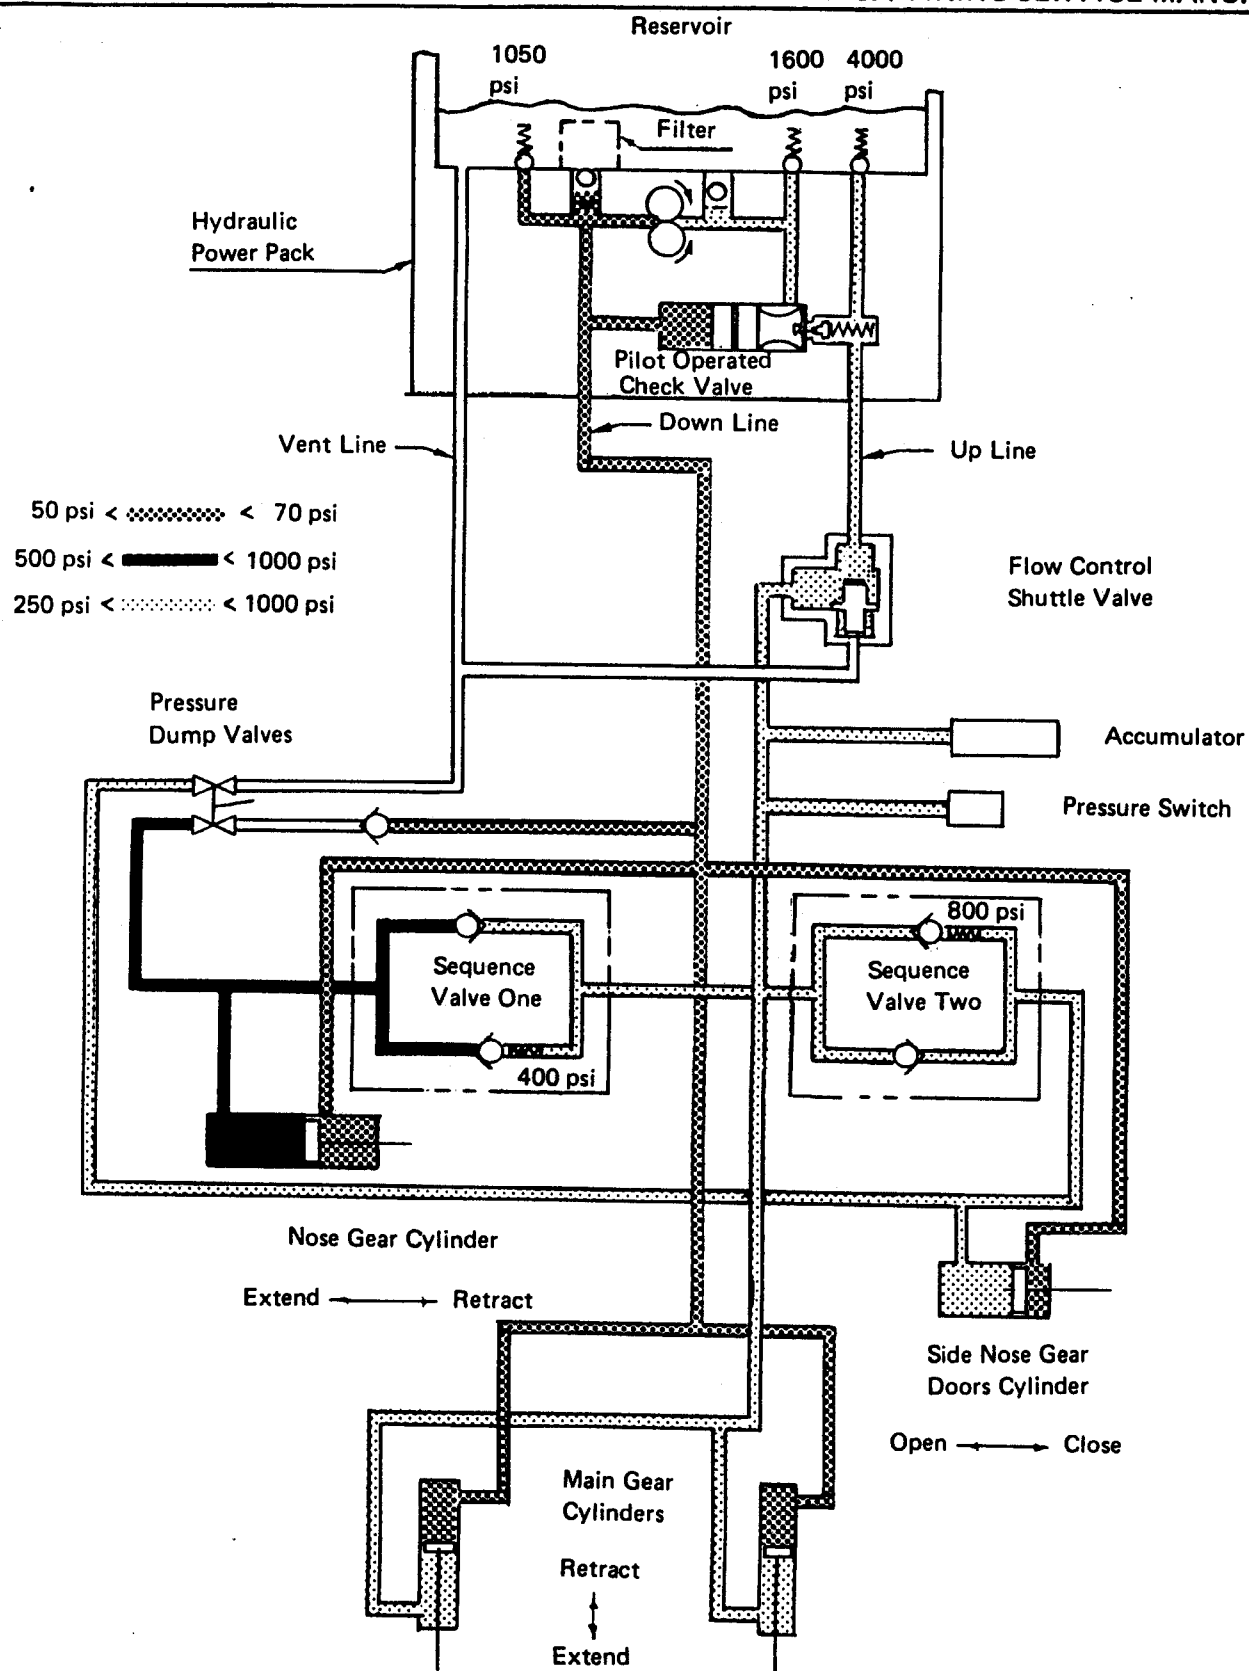 Reservoir
1050
psi
1600
psi
4000
psi
Filter
Hydraulic
Power Pack
Pilot Operated
Check Valve
Down Line
Vent Line
Up Line
50 psi < < 70 psi
500 psi < < 1000 psi
250 psi < < 1000 psi
Flow Control
Shuttle Valve
Pressure
Dump Valves
Accumulator
Pressure Switch
800 psi
Sequence
Valve One
Sequence
Valve Two
400 psi
Nose Gear Cylinder
Extend Retract
Side Nose Gear
Doors Cylinder
Open Close
Main Gear
Cylinders
Retract
Extend